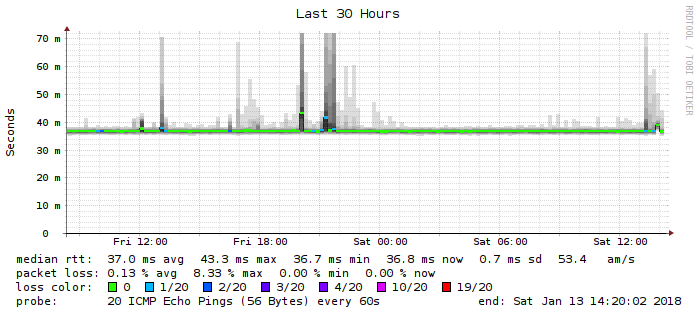 Last 30 Hours
RRDTOOL / TOBI OETIKER
Seconds
70 m
60 m
50 m
40 m
30 m
20 m
10 m
0
Fri 12:00 Fri 18:00 Sat 00:00 Sat 06:00 Sat 12:00
median rtt: 37.0 ms avg 43.3 ms max 36.7 ms min 36.8 ms now 0.7 ms sd 53.4 am/s
packet loss: 0.13 % avg 8.33 % max 0.00 % min 0.00 % now
loss color: 0 1/20 2/20 3/20 4/20 10/20 19/20
probe: 20 ICMP Echo Pings (56 Bytes) every 60s end: Sat Jan 13 14:20:02 2018